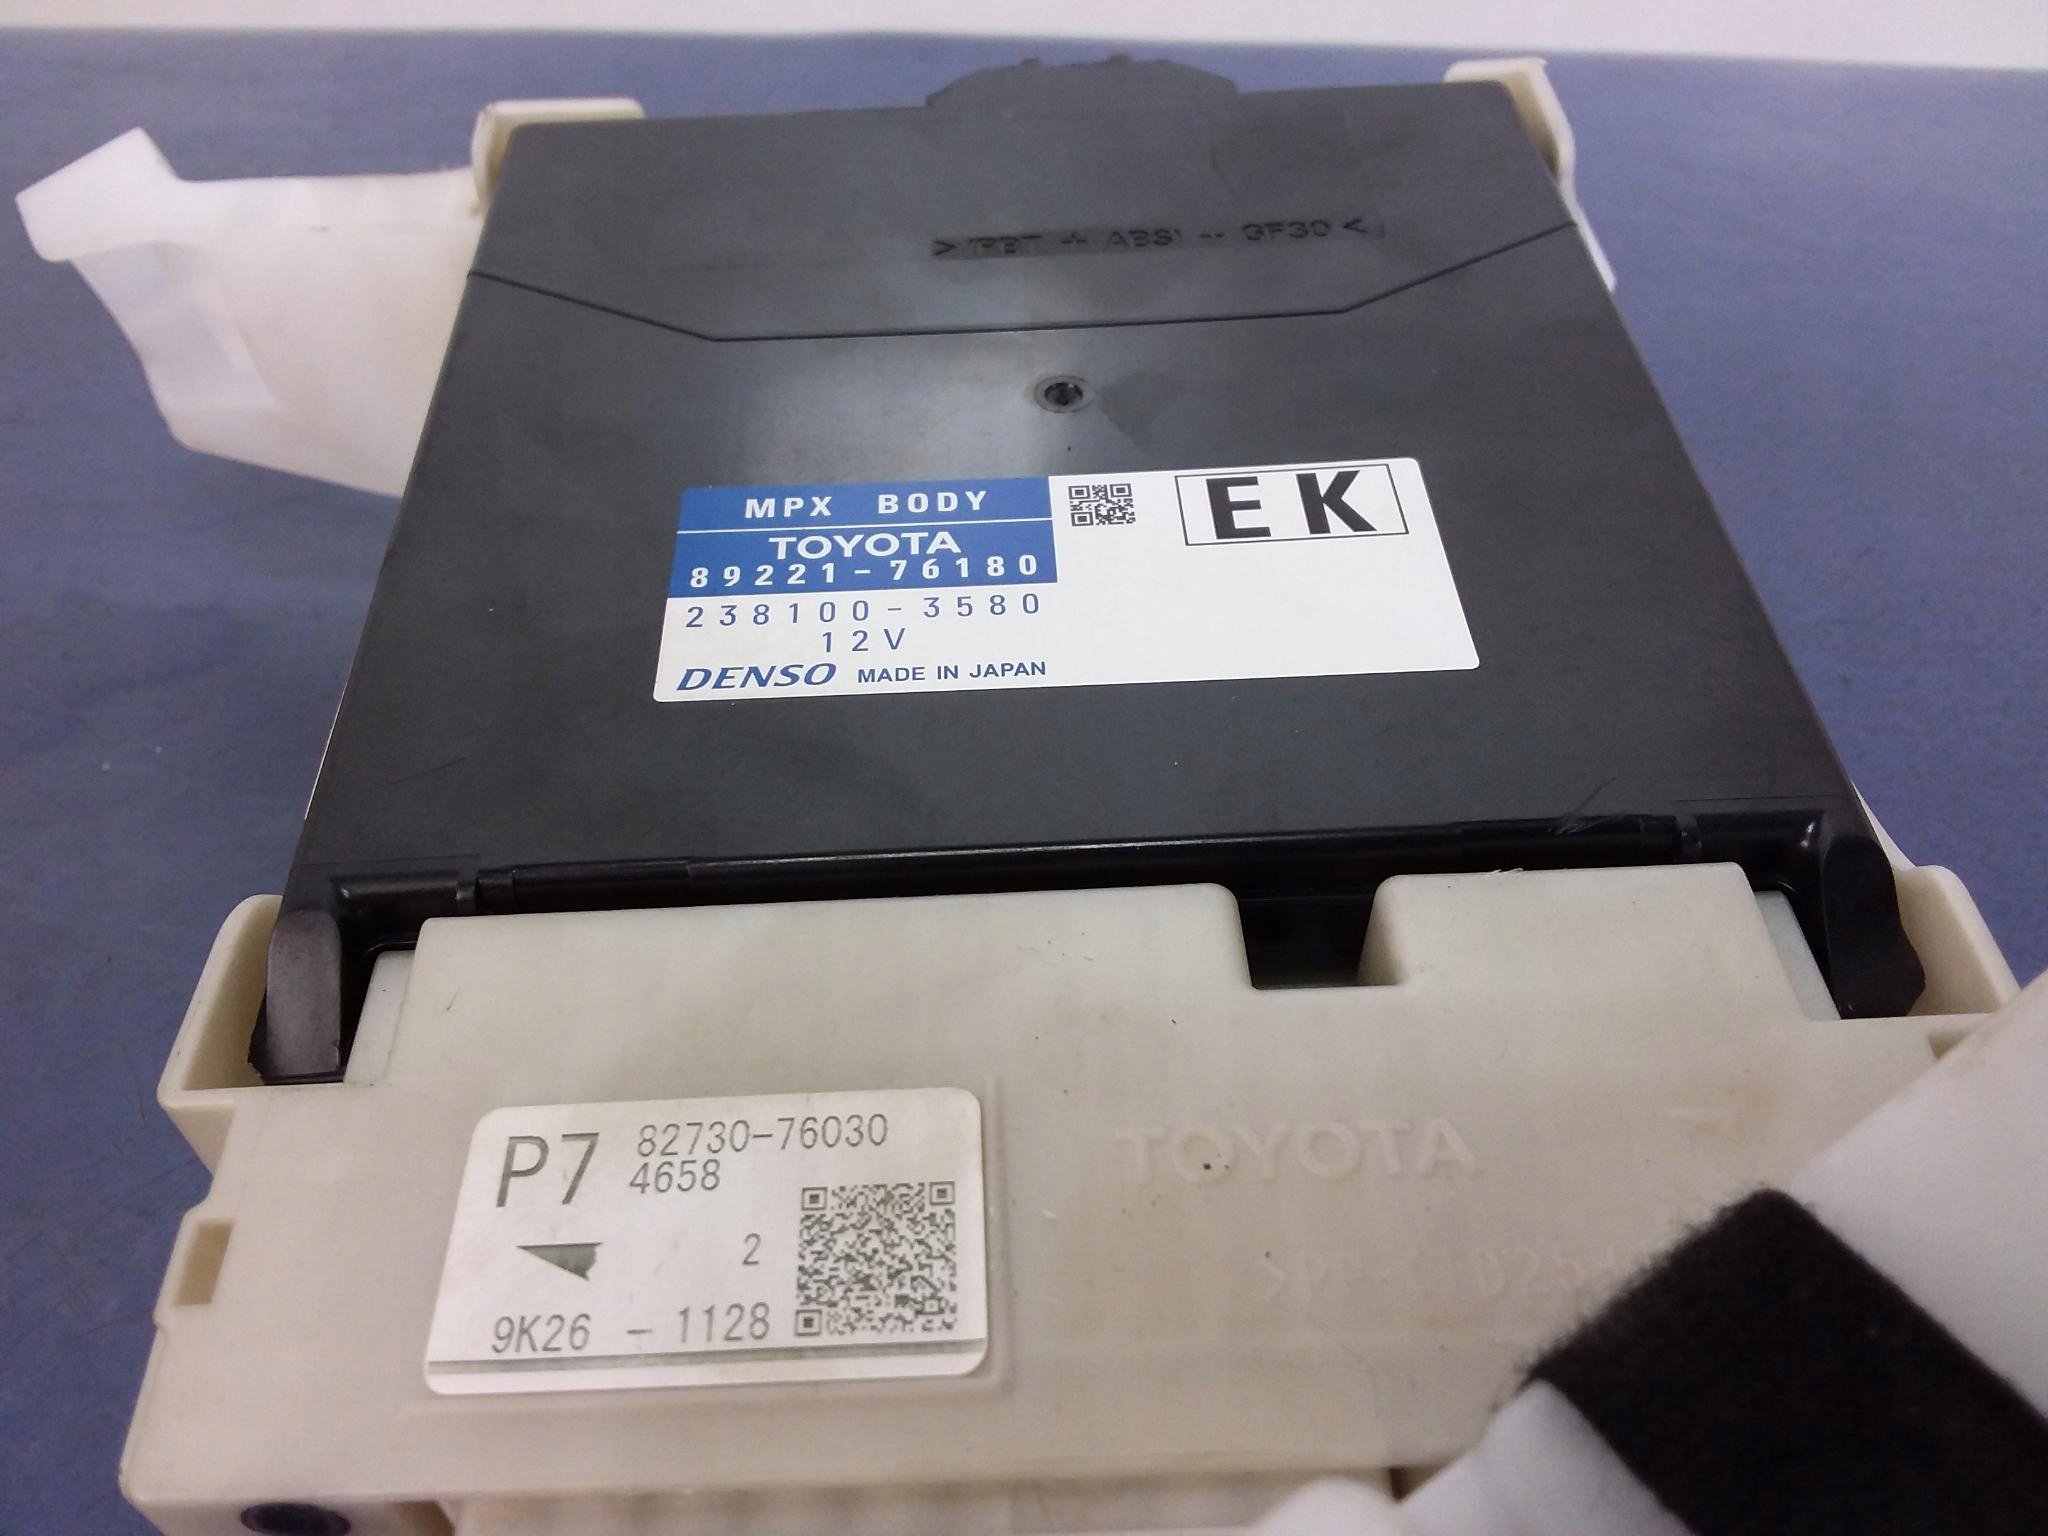 >(PBT + ABS) -- GF30<
MPX BODY
EK
TOYOTA
89221-76180
238100-3580
12V
DENSO MADE IN JAPAN
P7 82730-76030
4658
2
9K26 - 1128
TOYOTA